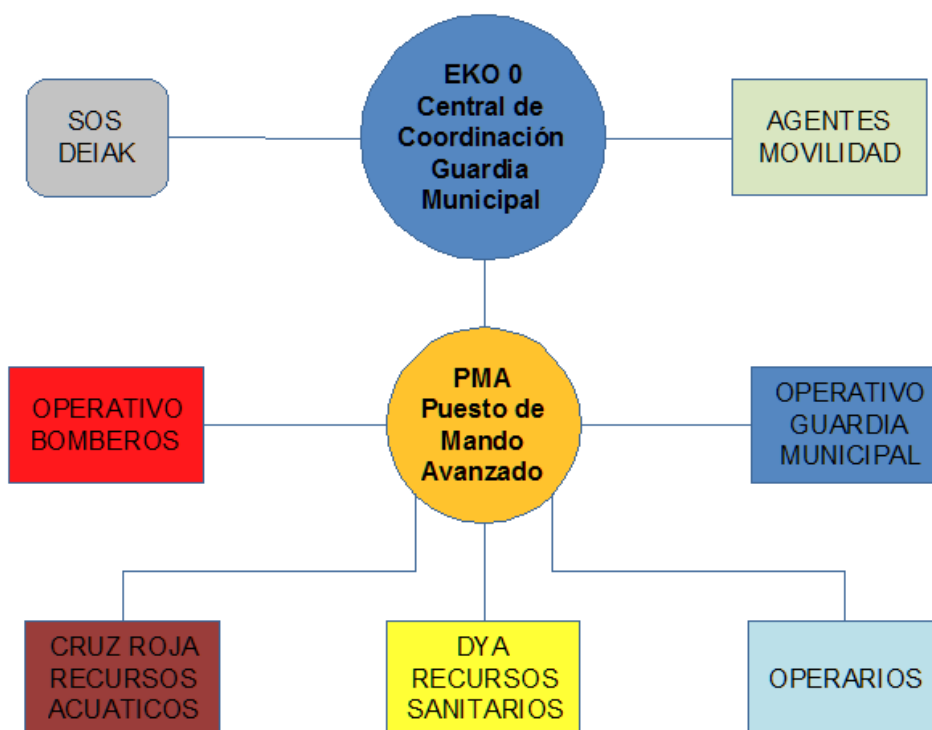 SOS
DEIAK
EKO 0
Central de
Coordinación
Guardia
Municipal
AGENTES
MOVILIDAD
OPERATIVO
BOMBEROS
PMA
Puesto de
Mando
Avanzado
OPERATIVO
GUARDIA
MUNICIPAL
CRUZ ROJA
RECURSOS
ACUATICOS
DYA
RECURSOS
SANITARIOS
OPERARIOS